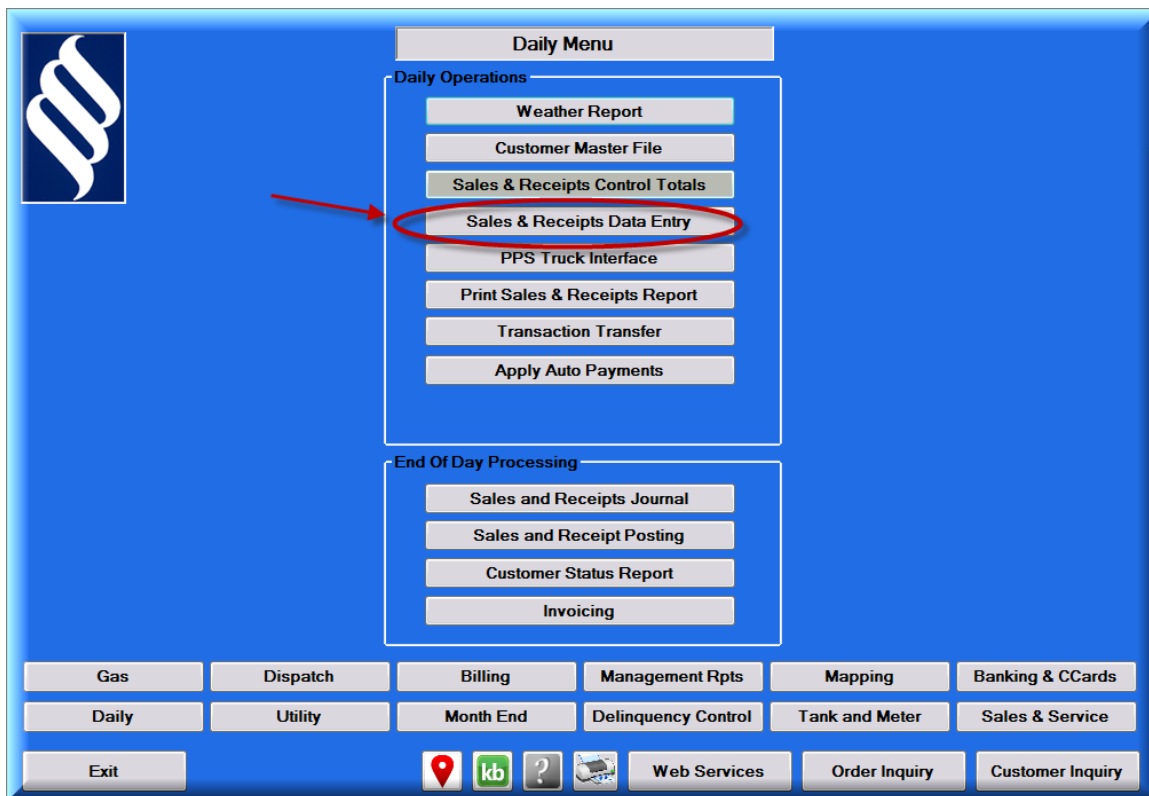 Daily Menu
Daily Operations
Weather Report
Customer Master File
Sales & Receipts Control Totals
Sales & Receipts Data Entry
PPS Truck Interface
Print Sales & Receipts Report
Transaction Transfer
Apply Auto Payments
End Of Day Processing
Sales and Receipts Journal
Sales and Receipt Posting
Customer Status Report
Invoicing
Gas Dispatch Billing Management Rpts Mapping Banking & CCards
Daily Utility Month End Delinquency Control Tank and Meter Sales & Service
Exit kb ? Web Services Order Inquiry Customer Inquiry